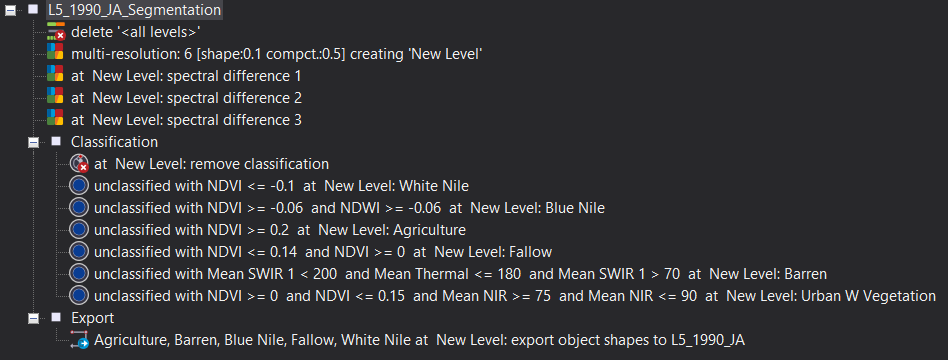 L5_1990_JA_Segmentation
delete '<all levels>'
multi-resolution: 6 [shape:0.1 compct.:0.5] creating 'New Level'
at New Level: spectral difference 1
at New Level: spectral difference 2
at New Level: spectral difference 3
Classification
at New Level: remove classification
unclassified with NDVI <= -0.1 at New Level: White Nile
unclassified with NDVI >= -0.06 and NDWI >= -0.06 at New Level: Blue Nile
unclassified with NDVI >= 0.2 at New Level: Agriculture
unclassified with NDVI <= 0.14 and NDVI >= 0 at New Level: Fallow
unclassified with Mean SWIR 1 < 200 and Mean Thermal <= 180 and Mean SWIR 1 > 70 at New Level: Barren
unclassified with NDVI >= 0 and NDVI <= 0.15 and Mean NIR >= 75 and Mean NIR <= 90 at New Level: Urban W Vegetation
Export
Agriculture, Barren, Blue Nile, Fallow, White Nile at New Level: export object shapes to L5_1990_JA